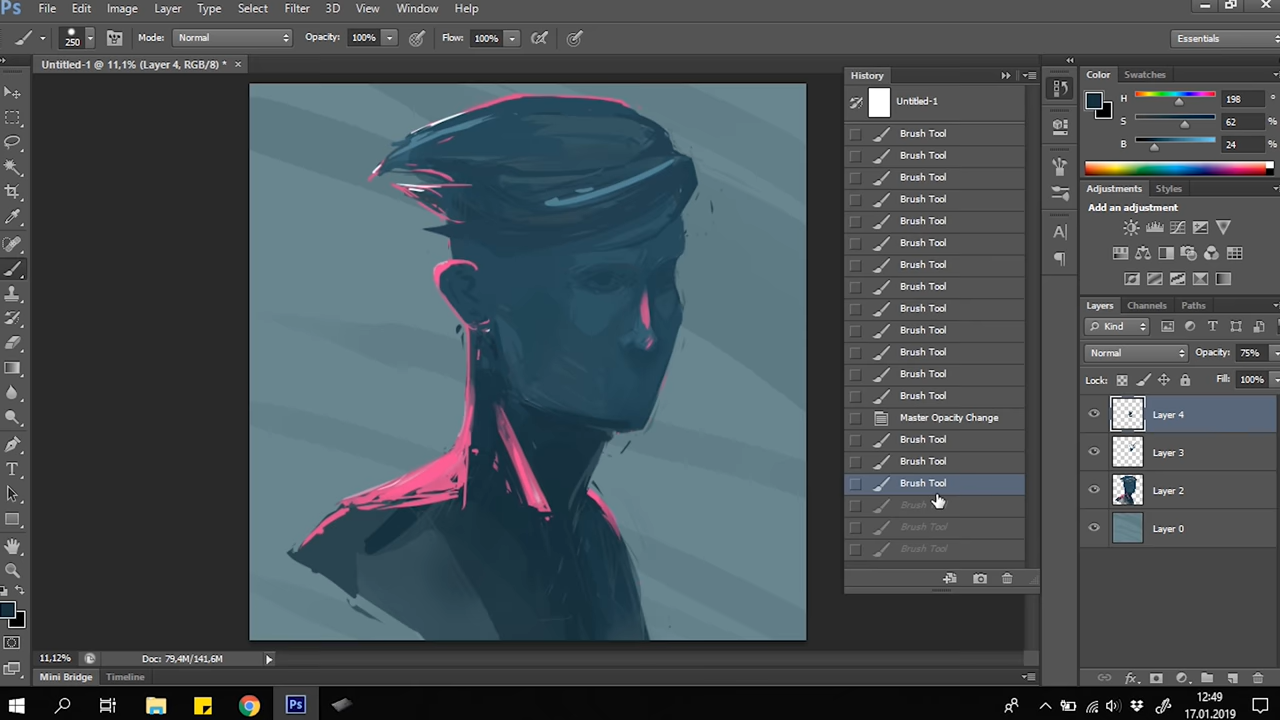 Ps File Edit Image Layer Type Select Filter 3D View Window Help
250 Mode: Normal Opacity: 100% Flow: 100% Essentials
Untitled-1 @ 11,1% (Layer 4, RGB/8) * ×
History
Untitled-1
Brush Tool
Brush Tool
Brush Tool
Brush Tool
Brush Tool
Brush Tool
Brush Tool
Brush Tool
Brush Tool
Brush Tool
Brush Tool
Brush Tool
Brush Tool
Master Opacity Change
Brush Tool
Brush Tool
Brush Tool
Brush
Brush Tool
Brush Tool
Color Swatches
H 198 °
S 62 %
B 24 %
Adjustments Styles
Add an adjustment
Layers Channels Paths
Kind
Normal Opacity: 75%
Lock: Fill: 100%
Layer 4
Layer 3
Layer 2
Layer 0
11,12% Doc: 79,4M/141,6M
Mini Bridge Timeline
Ps
12:49
17.01.2019